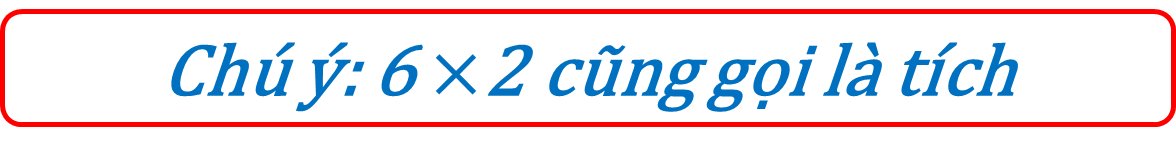 Chú ý: 6 × 2 cũng gọi là tích